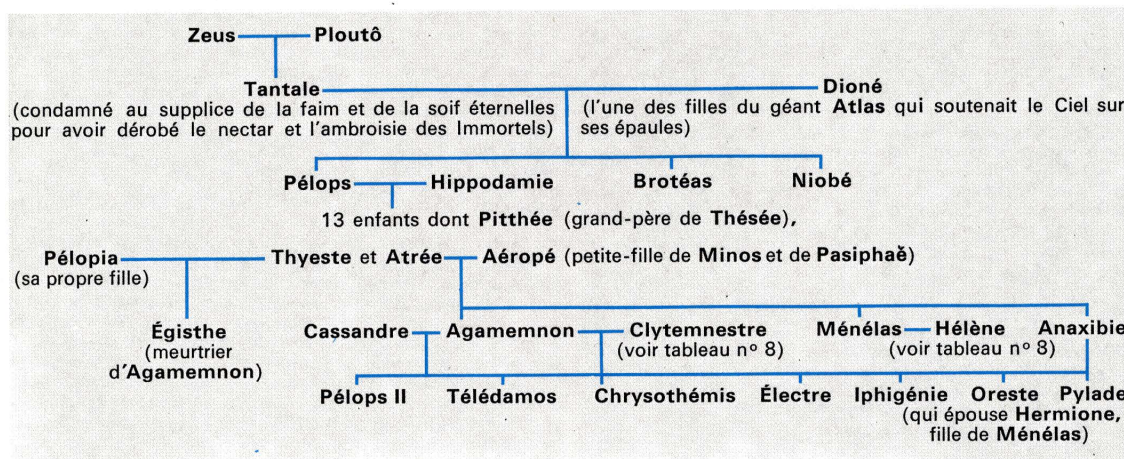 Zeus Ploutô
Tantale Dioné
(condamné au supplice de la faim et de la soif éternelles (l'une des filles du géant Atlas qui soutenait le Ciel sur
pour avoir dérobé le nectar et l'ambroisie des Immortels) ses épaules)
Pélops Hippodamie Brotéas Niobé
13 enfants dont Pitthée (grand-père de Thésée),
Pélopia Thyeste et Atrée Aéropé (petite-fille de Minos et de Pasiphaě)
(sa propre fille)
Égisthe Cassandre Agamemnon Clytemnestre Ménélas Hélène Anaxibie
(meurtrier (voir tableau nº 8) (voir tableau nº 8)
d'Agamemnon)
Pélops II Télédamos Chrysothémis Électre Iphigénie Oreste Pylade
(qui épouse Hermione,
fille de Ménélas)